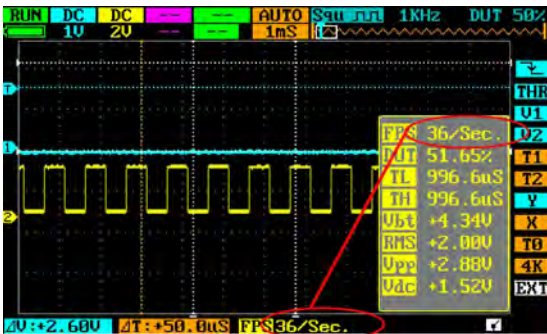 RUN DC DC -- -- AUTO Squ 1KHz DUT 50%
1V 2V -- -- 1mS
T
1
2
THR
V1
V2
T1
T2
Y
X
T0
4K
EXT
FPS 36/Sec.
DUT 51.65%
TL 996.6uS
TH 996.6uS
Vbt +4.34V
RMS +2.00V
Vpp +2.88V
Vdc +1.52V
ΔV:+2.60V ΔT:+50.0uS FPS36/Sec.